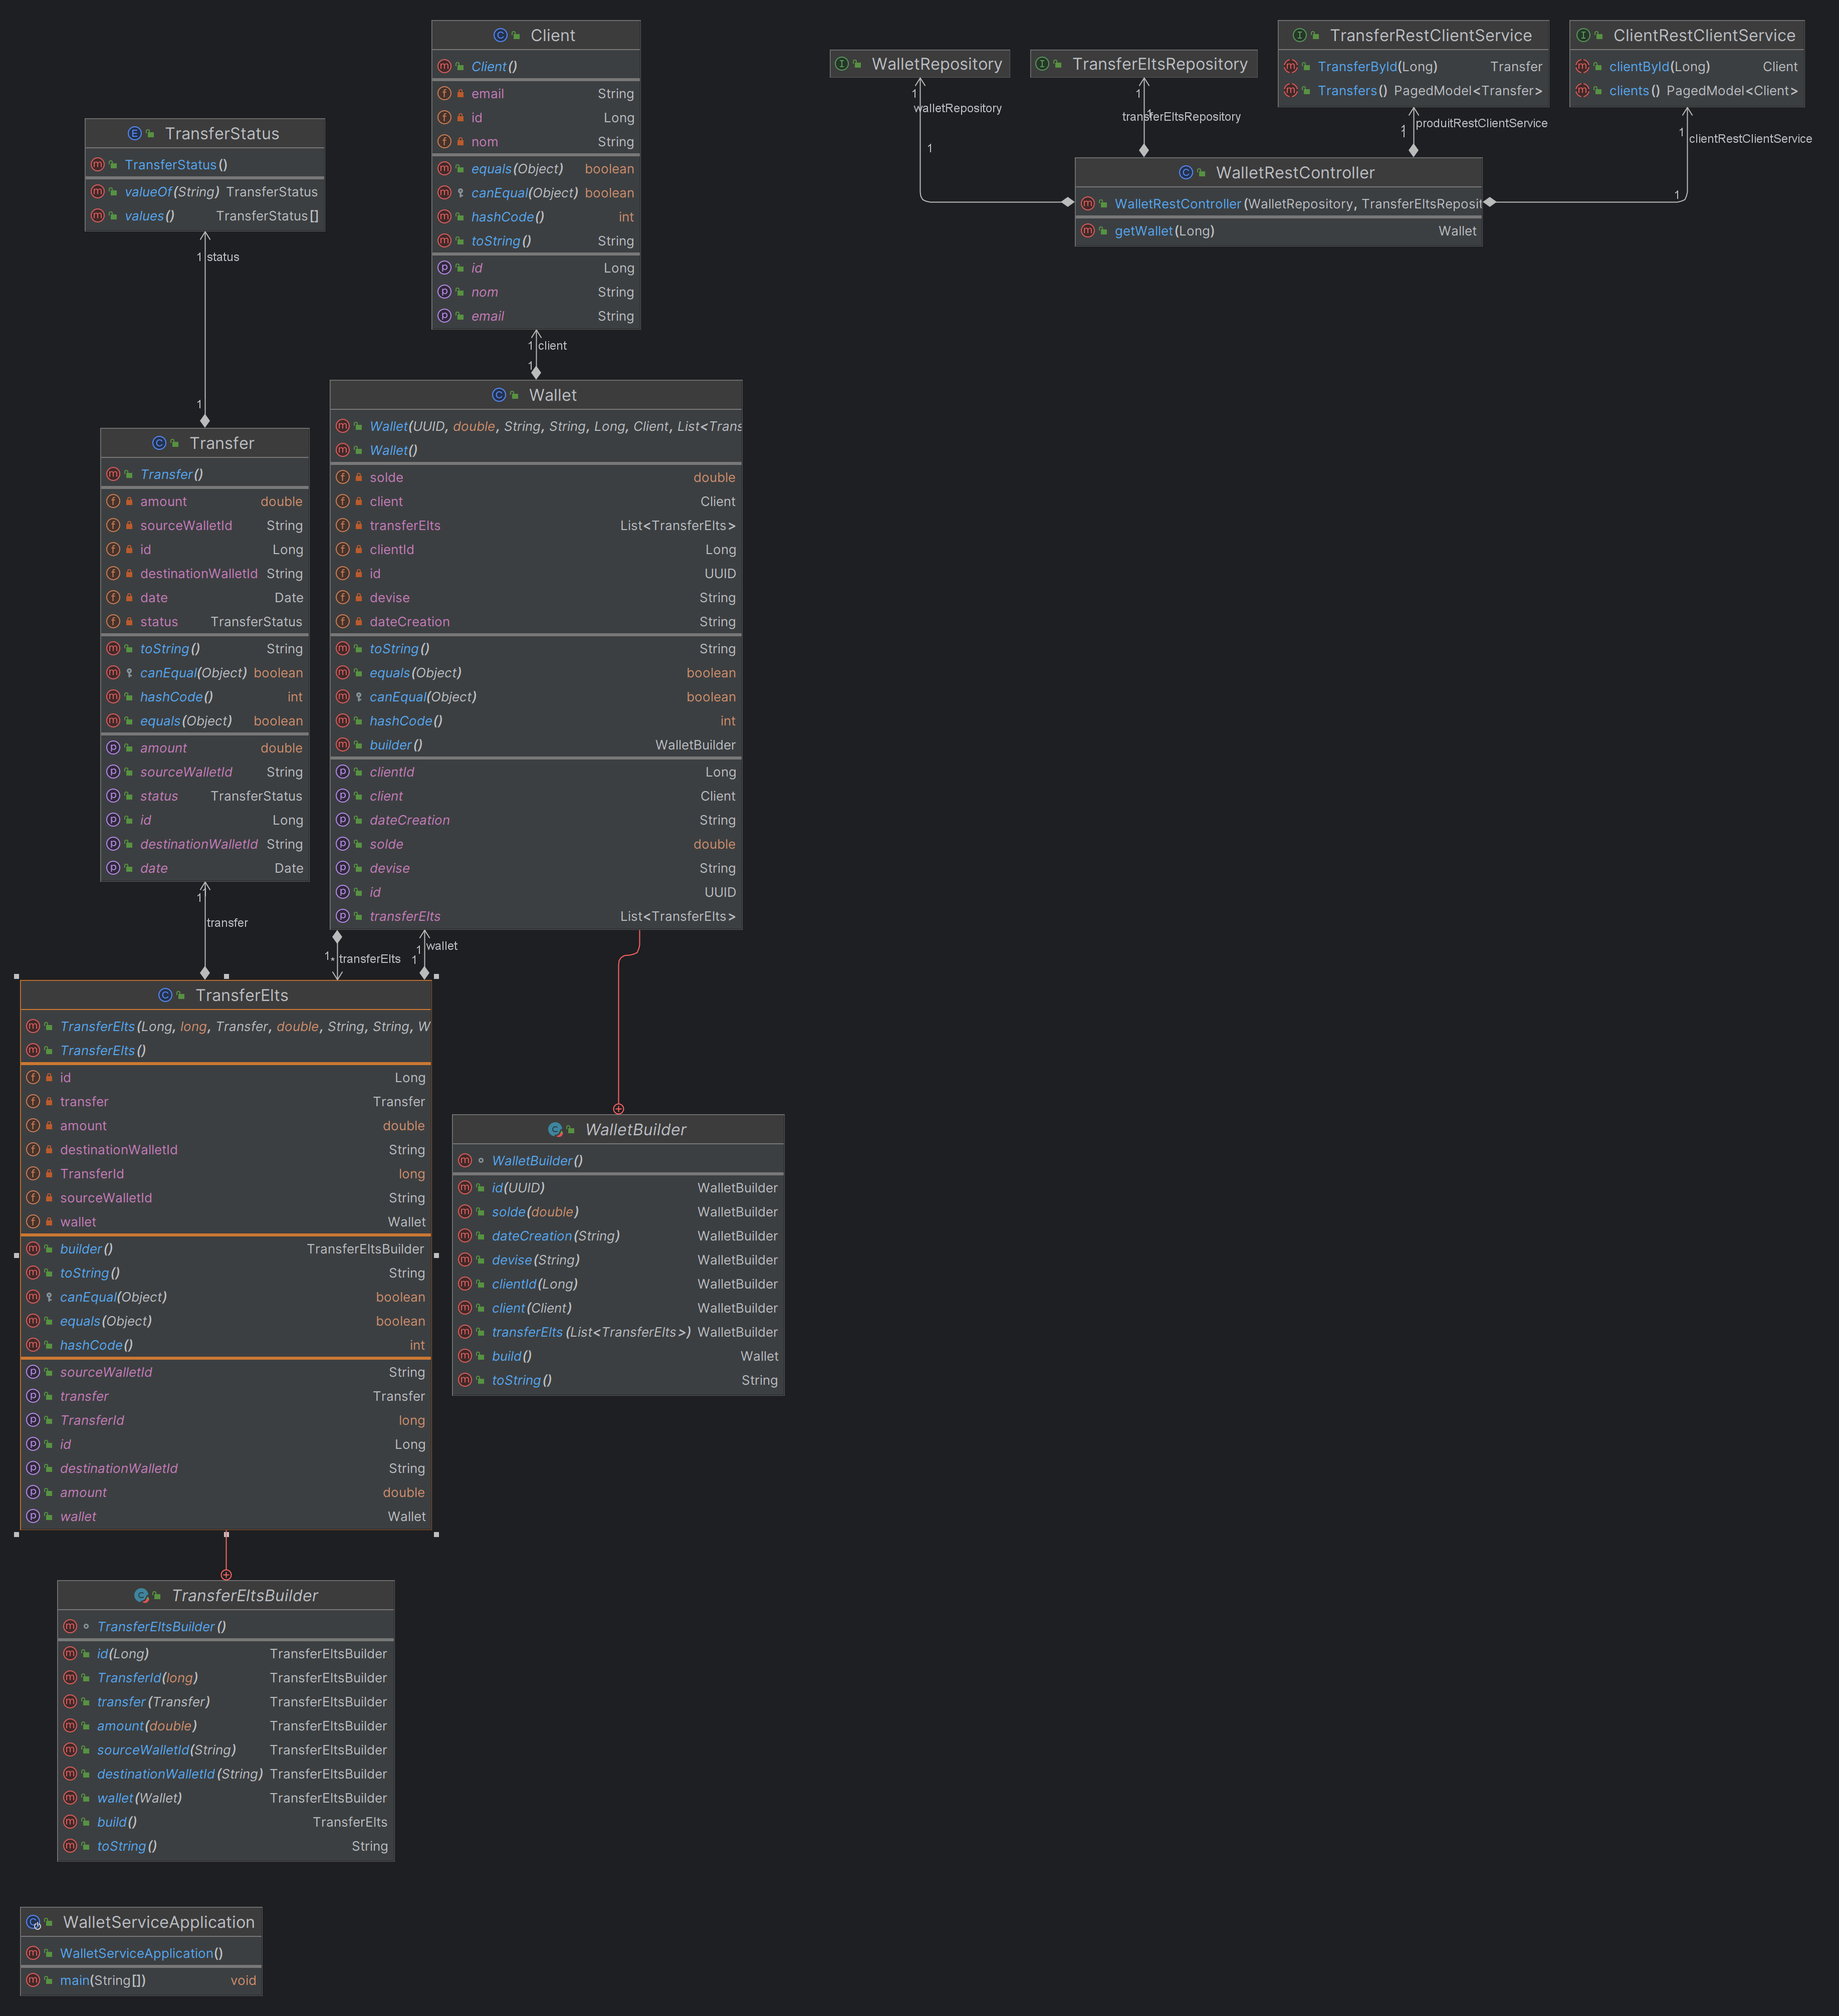 Client
Client()
email String
id Long
nom String
equals(Object) boolean
canEqual(Object) boolean
hashCode() int
toString() String
id Long
nom String
email String
WalletRepository
TransferEltsRepository
TransferRestClientService
TransferById(Long) Transfer
Transfers() PagedModel<Transfer>
ClientRestClientService
clientById(Long) Client
clients() PagedModel<Client>
1
walletRepository
1
1
1
transferEltsRepository
1
produitRestClientService
1
1
clientRestClientService
1
WalletRestController
WalletRestController(WalletRepository, TransferEltsReposit
getWallet(Long) Wallet
TransferStatus
TransferStatus()
valueOf(String) TransferStatus
values() TransferStatus[]
1 status
1
1 client
1
Transfer
Transfer()
amount double
sourceWalletId String
id Long
destinationWalletId String
date Date
status TransferStatus
toString() String
canEqual(Object) boolean
hashCode() int
equals(Object) boolean
amount double
sourceWalletId String
status TransferStatus
id Long
destinationWalletId String
date Date
Wallet
Wallet(UUID, double, String, String, Long, Client, List<Trans
Wallet()
solde double
client Client
transferElts List<TransferElts>
clientId Long
id UUID
devise String
dateCreation String
toString() String
equals(Object) boolean
canEqual(Object) boolean
hashCode() int
builder() WalletBuilder
clientId Long
client Client
dateCreation String
solde double
devise String
id UUID
transferElts List<TransferElts>
1
transfer
1
* transferElts
1
wallet
1
TransferElts
TransferElts(Long, long, Transfer, double, String, String, W
TransferElts()
id Long
transfer Transfer
amount double
destinationWalletId String
TransferId long
sourceWalletId String
wallet Wallet
builder() TransferEltsBuilder
toString() String
canEqual(Object) boolean
equals(Object) boolean
hashCode() int
sourceWalletId String
transfer Transfer
TransferId long
id Long
destinationWalletId String
amount double
wallet Wallet
WalletBuilder
WalletBuilder()
id(UUID) WalletBuilder
solde(double) WalletBuilder
dateCreation(String) WalletBuilder
devise(String) WalletBuilder
clientId(Long) WalletBuilder
client(Client) WalletBuilder
transferElts(List<TransferElts>) WalletBuilder
build() Wallet
toString() String
TransferEltsBuilder
TransferEltsBuilder()
id(Long) TransferEltsBuilder
TransferId(long) TransferEltsBuilder
transfer(Transfer) TransferEltsBuilder
amount(double) TransferEltsBuilder
sourceWalletId(String) TransferEltsBuilder
destinationWalletId(String) TransferEltsBuilder
wallet(Wallet) TransferEltsBuilder
build() TransferElts
toString() String
WalletServiceApplication
WalletServiceApplication()
main(String[]) void